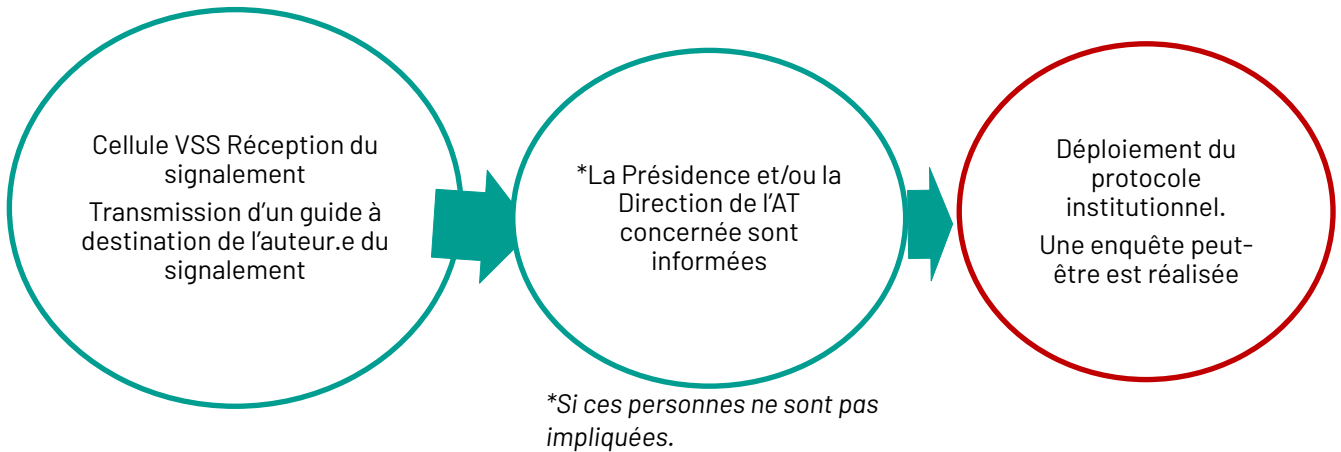 Cellule VSS Réception du
signalement
Transmission d'un guide à
destination de l'auteur.e du
signalement
*La Présidence et/ou la
Direction de l'AT
concernée sont
informées
*Si ces personnes ne sont pas
impliquées.
Déploiement du
protocole
institutionnel.
Une enquête peut-
être est réalisée